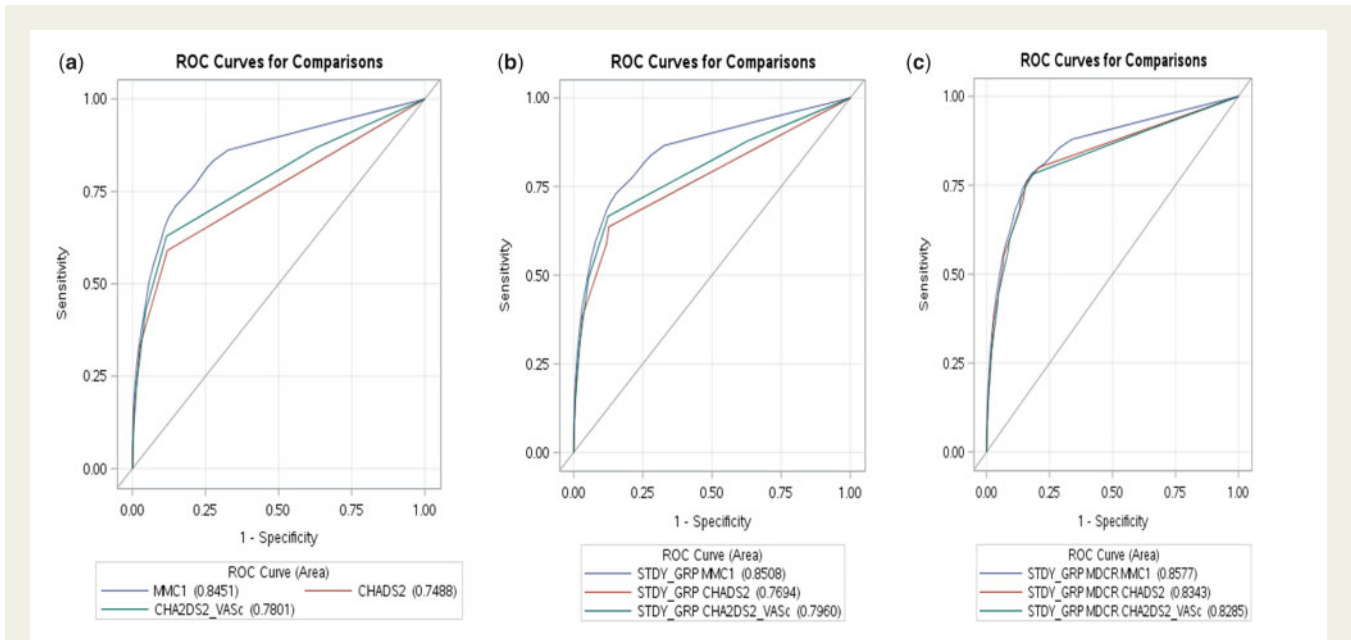 (a)
ROC Curves for Comparisons
1.00
0.75
0.50
0.25
0.00
Sensitivity
0.00 0.25 0.50 0.75 1.00
1 - Specificity
ROC Curve (Area)
MMC1 (0.8451) CHADS2 (0.7488)
CHA2DS2_VASc (0.7801)
(b)
ROC Curves for Comparisons
1.00
0.75
0.50
0.25
0.00
Sensitivity
0.00 0.25 0.50 0.75 1.00
1 - Specificity
ROC Curve (Area)
STDY_GRP MMC1 (0.8508)
STDY_GRP CHADS2 (0.7694)
STDY_GRP CHA2DS2_VASc (0.7960)
(c)
ROC Curves for Comparisons
1.00
0.75
0.50
0.25
0.00
Sensitivity
0.00 0.25 0.50 0.75 1.00
1 - Specificity
ROC Curve (Area)
STDY_GRP MDCR MMC1 (0.8577)
STDY_GRP MDCR CHADS2 (0.8343)
STDY_GRP MDCR CHA2DS2_VASc (0.8285)